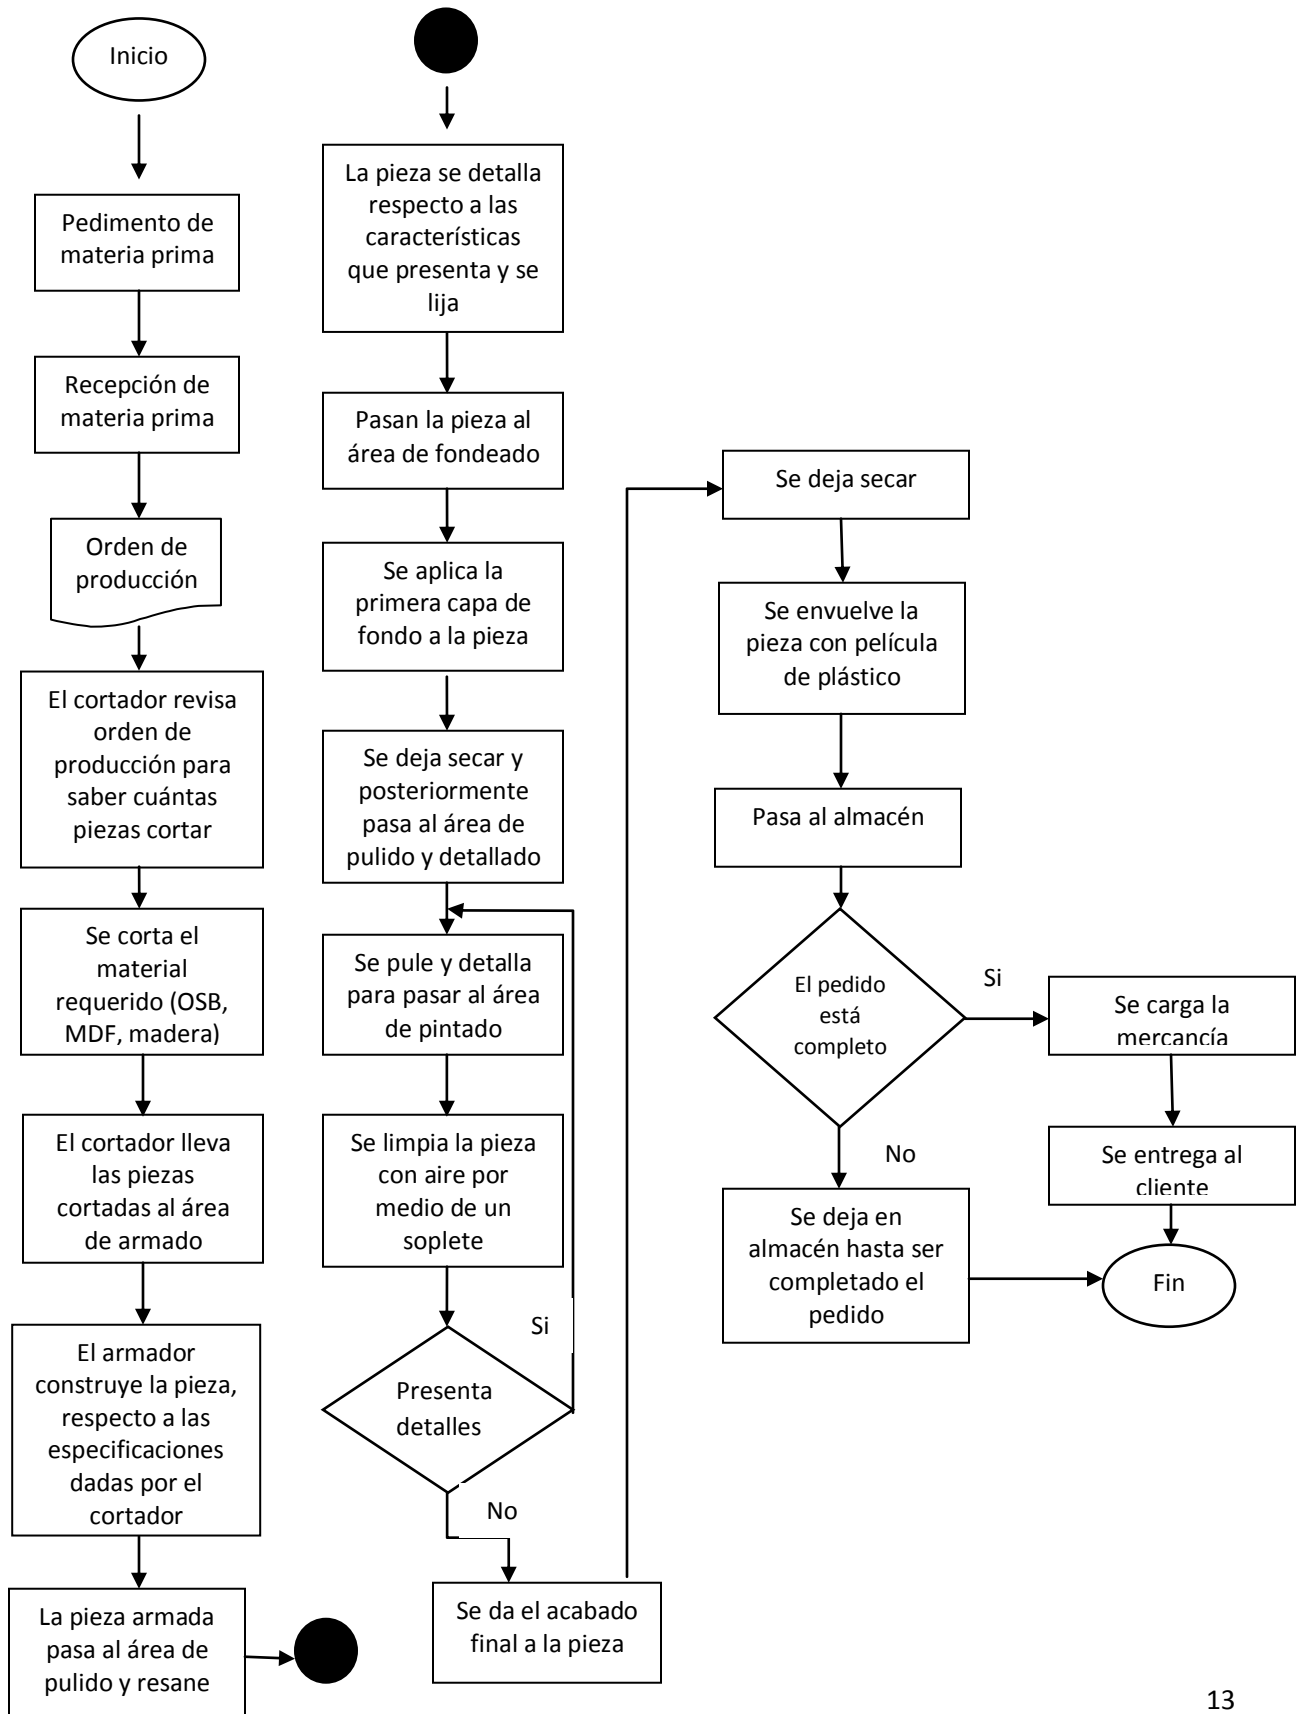 Inicio
Pedimento de
materia prima
Recepción de
materia prima
Orden de
producción
El cortador revisa
orden de
producción para
saber cuántas
piezas cortar
Se corta el
material
requerido (OSB,
MDF, madera)
El cortador lleva
las piezas
cortadas al área
de armado
El armador
construye la pieza,
respecto a las
especificaciones
dadas por el
cortador
La pieza armada
pasa al área de
pulido y resane
La pieza se detalla
respecto a las
características
que presenta y se
lija
Pasan la pieza al
área de fondeado
Se aplica la
primera capa de
fondo a la pieza
Se deja secar y
posteriormente
pasa al área de
pulido y detallado
Se pule y detalla
para pasar al área
de pintado
Se limpia la pieza
con aire por
medio de un
soplete
Si
Presenta
detalles
No
Se da el acabado
final a la pieza
Se deja secar
Se envuelve la
pieza con película
de plástico
Pasa al almacén
El pedido
está
completo
Si
No
Se deja en
almacén hasta ser
completado el
pedido
Se carga la
mercancía
Se entrega al
cliente
Fin
13